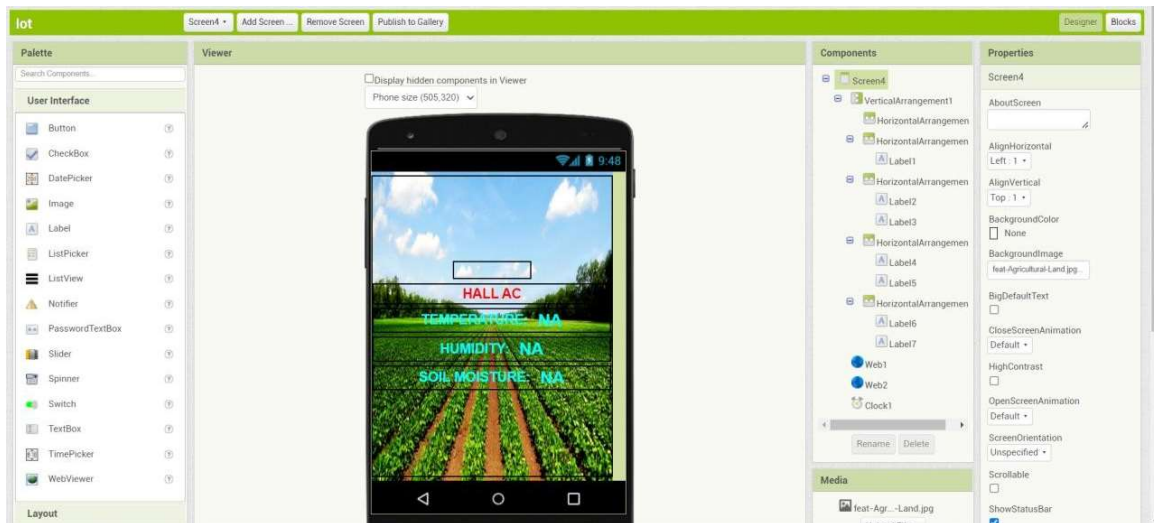 Iot
Screen4
Add Screen ...
Remove Screen
Publish to Gallery
Designer
Blocks
Palette
Search Components...
User Interface
Button
CheckBox
DatePicker
Image
Label
ListPicker
ListView
Notifier
PasswordTextBox
Slider
Spinner
Switch
TextBox
TimePicker
WebViewer
Layout
Viewer
Display hidden components in Viewer
Phone size (505,320)
9:48
HALL AC
TEMPERATURE: NA
HUMIDITY: NA
SOIL MOISTURE: NA
Components
Screen4
VerticalArrangement1
HorizontalArrangemen
HorizontalArrangemen
Label1
HorizontalArrangemen
Label2
Label3
HorizontalArrangemen
Label4
Label5
HorizontalArrangemen
Label6
Label7
Web1
Web2
Clock1
Rename Delete
Media
feat-Agr...-Land.jpg
Properties
Screen4
AboutScreen
AlignHorizontal
Left : 1
AlignVertical
Top : 1
BackgroundColor
None
BackgroundImage
feat-Agricultural-Land.jpg...
BigDefaultText
CloseScreenAnimation
Default
HighContrast
OpenScreenAnimation
Default
ScreenOrientation
Unspecified
Scrollable
ShowStatusBar